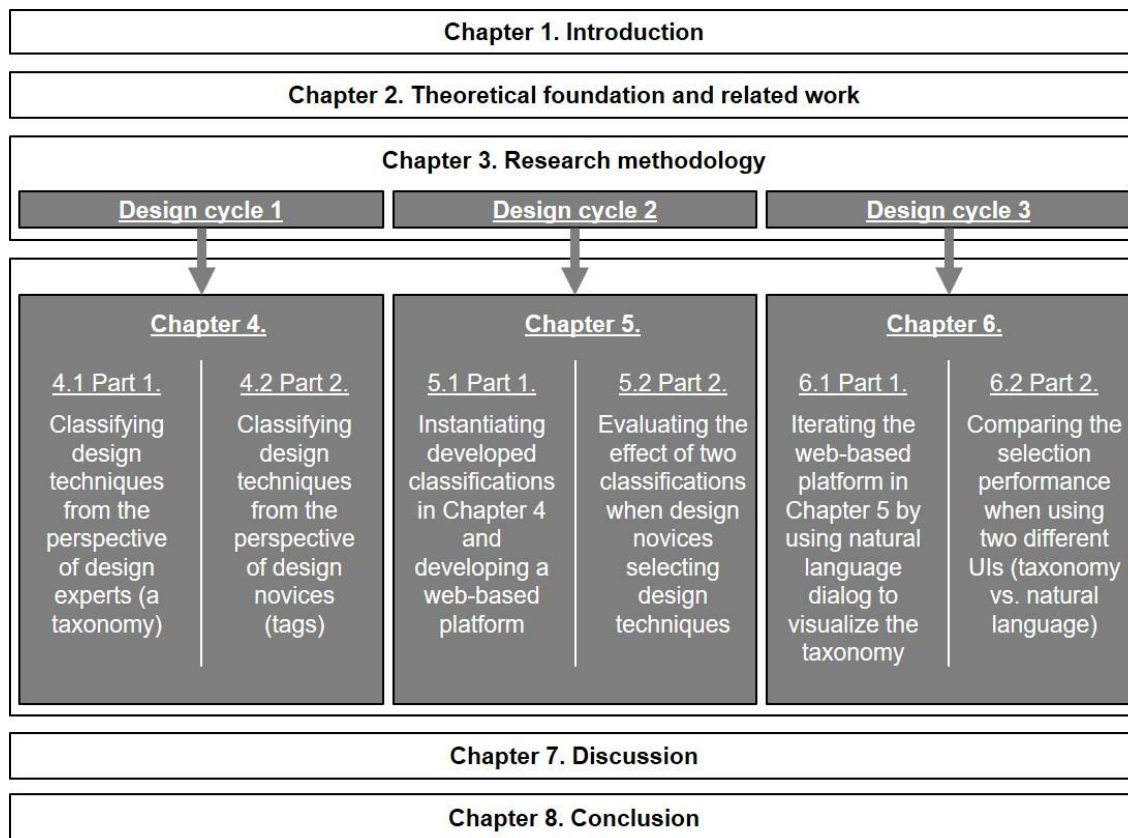 Chapter 1. Introduction
Chapter 2. Theoretical foundation and related work
Chapter 3. Research methodology
Design cycle 1
Design cycle 2
Design cycle 3
Chapter 4.
4.1 Part 1.
Classifying
design
techniques
from the
perspective
of design
experts (a
taxonomy)
4.2 Part 2.
Classifying
design
techniques
from the
perspective
of design
novices
(tags)
Chapter 5.
5.1 Part 1.
Instantiating
developed
classifications
in Chapter 4
and
developing a
web-based
platform
5.2 Part 2.
Evaluating the
effect of two
classifications
when design
novices
selecting
design
techniques
Chapter 6.
6.1 Part 1.
Iterating the
web-based
platform in
Chapter 5 by
using natural
language
dialog to
visualize the
taxonomy
6.2 Part 2.
Comparing the
selection
performance
when using
two different
UIs (taxonomy
vs. natural
language)
Chapter 7. Discussion
Chapter 8. Conclusion